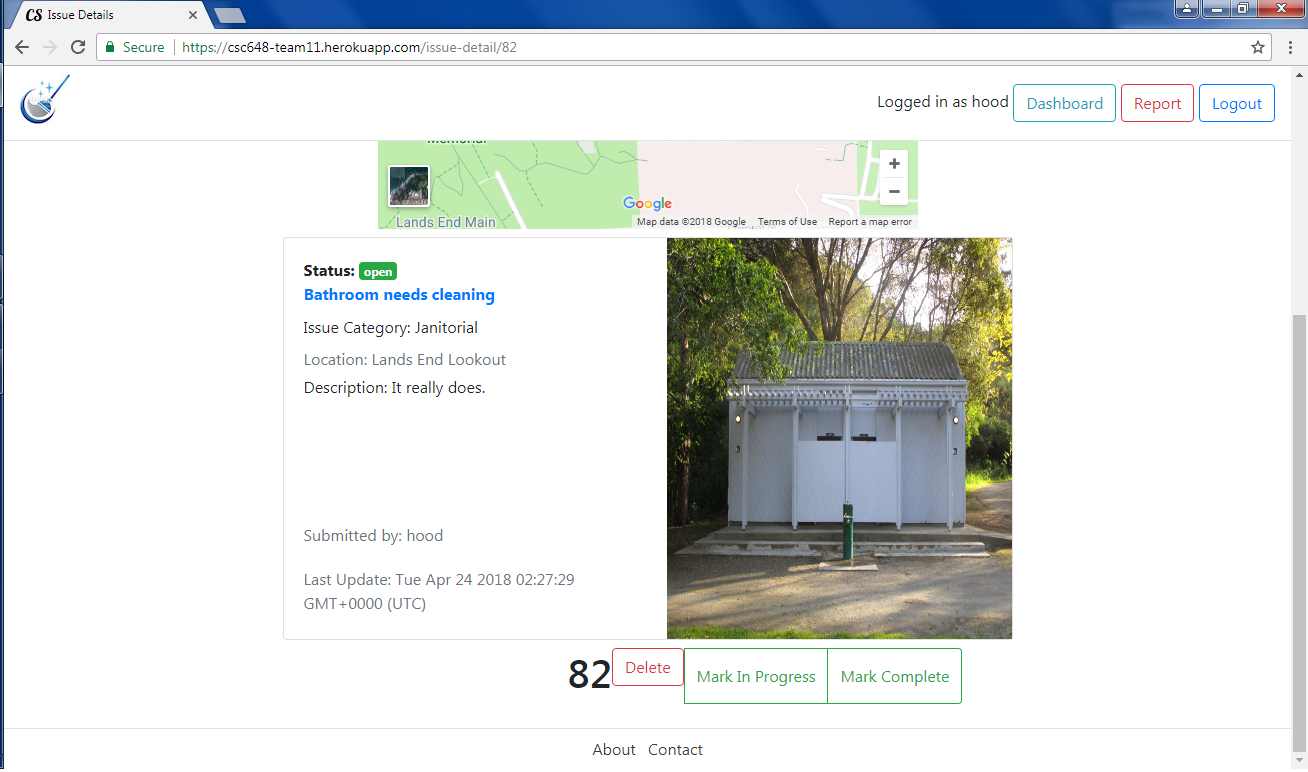 CS Issue Details
Secure https://csc648-team11.herokuapp.com/issue-detail/82
Logged in as hood Dashboard Report Logout
Memorial
Lands End Main
Google
Map data ©2018 Google Terms of Use Report a map error
Status: open
Bathroom needs cleaning
Issue Category: Janitorial
Location: Lands End Lookout
Description: It really does.
Submitted by: hood
Last Update: Tue Apr 24 2018 02:27:29
GMT+0000 (UTC)
82 Delete Mark In Progress Mark Complete
About Contact